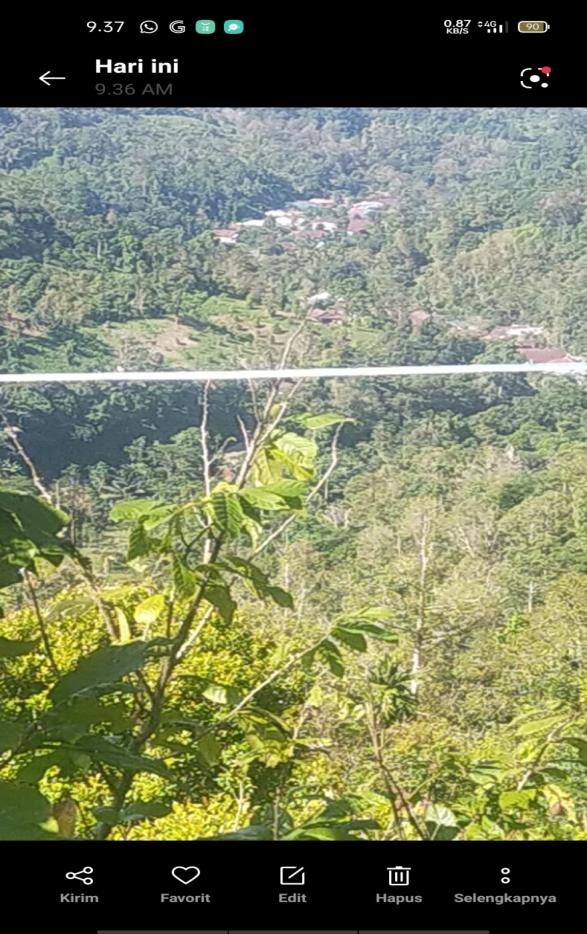 9.37
0.87
KB/S
4G
90
Hari ini
9.36 AM
Kirim
Favorit
Edit
Hapus
Selengkapnya